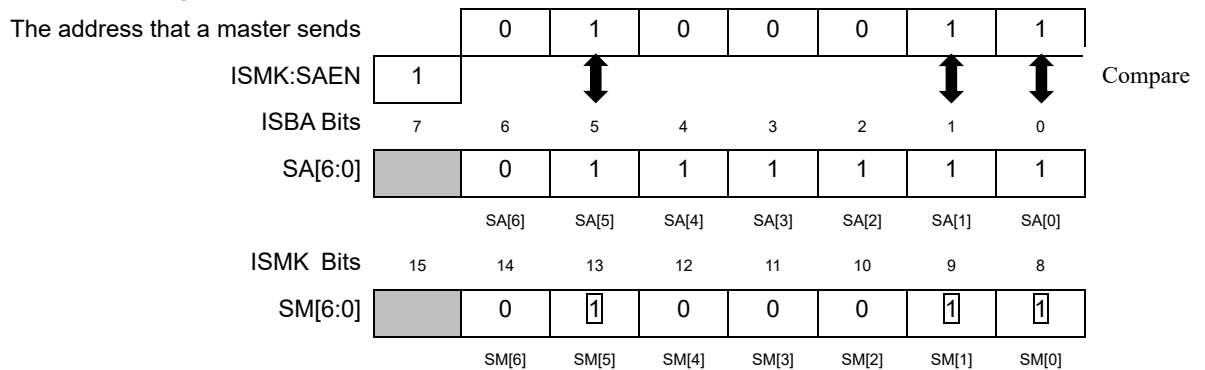 The address that a master sends 0 1 0 0 0 1 1
ISMK:SAEN 1 Compare
ISBA Bits 7 6 5 4 3 2 1 0
SA[6:0] 0 1 1 1 1 1 1
SA[6] SA[5] SA[4] SA[3] SA[2] SA[1] SA[0]
ISMK Bits 15 14 13 12 11 10 9 8
SM[6:0] 0 1 0 0 0 1 1
SM[6] SM[5] SM[4] SM[3] SM[2] SM[1] SM[0]